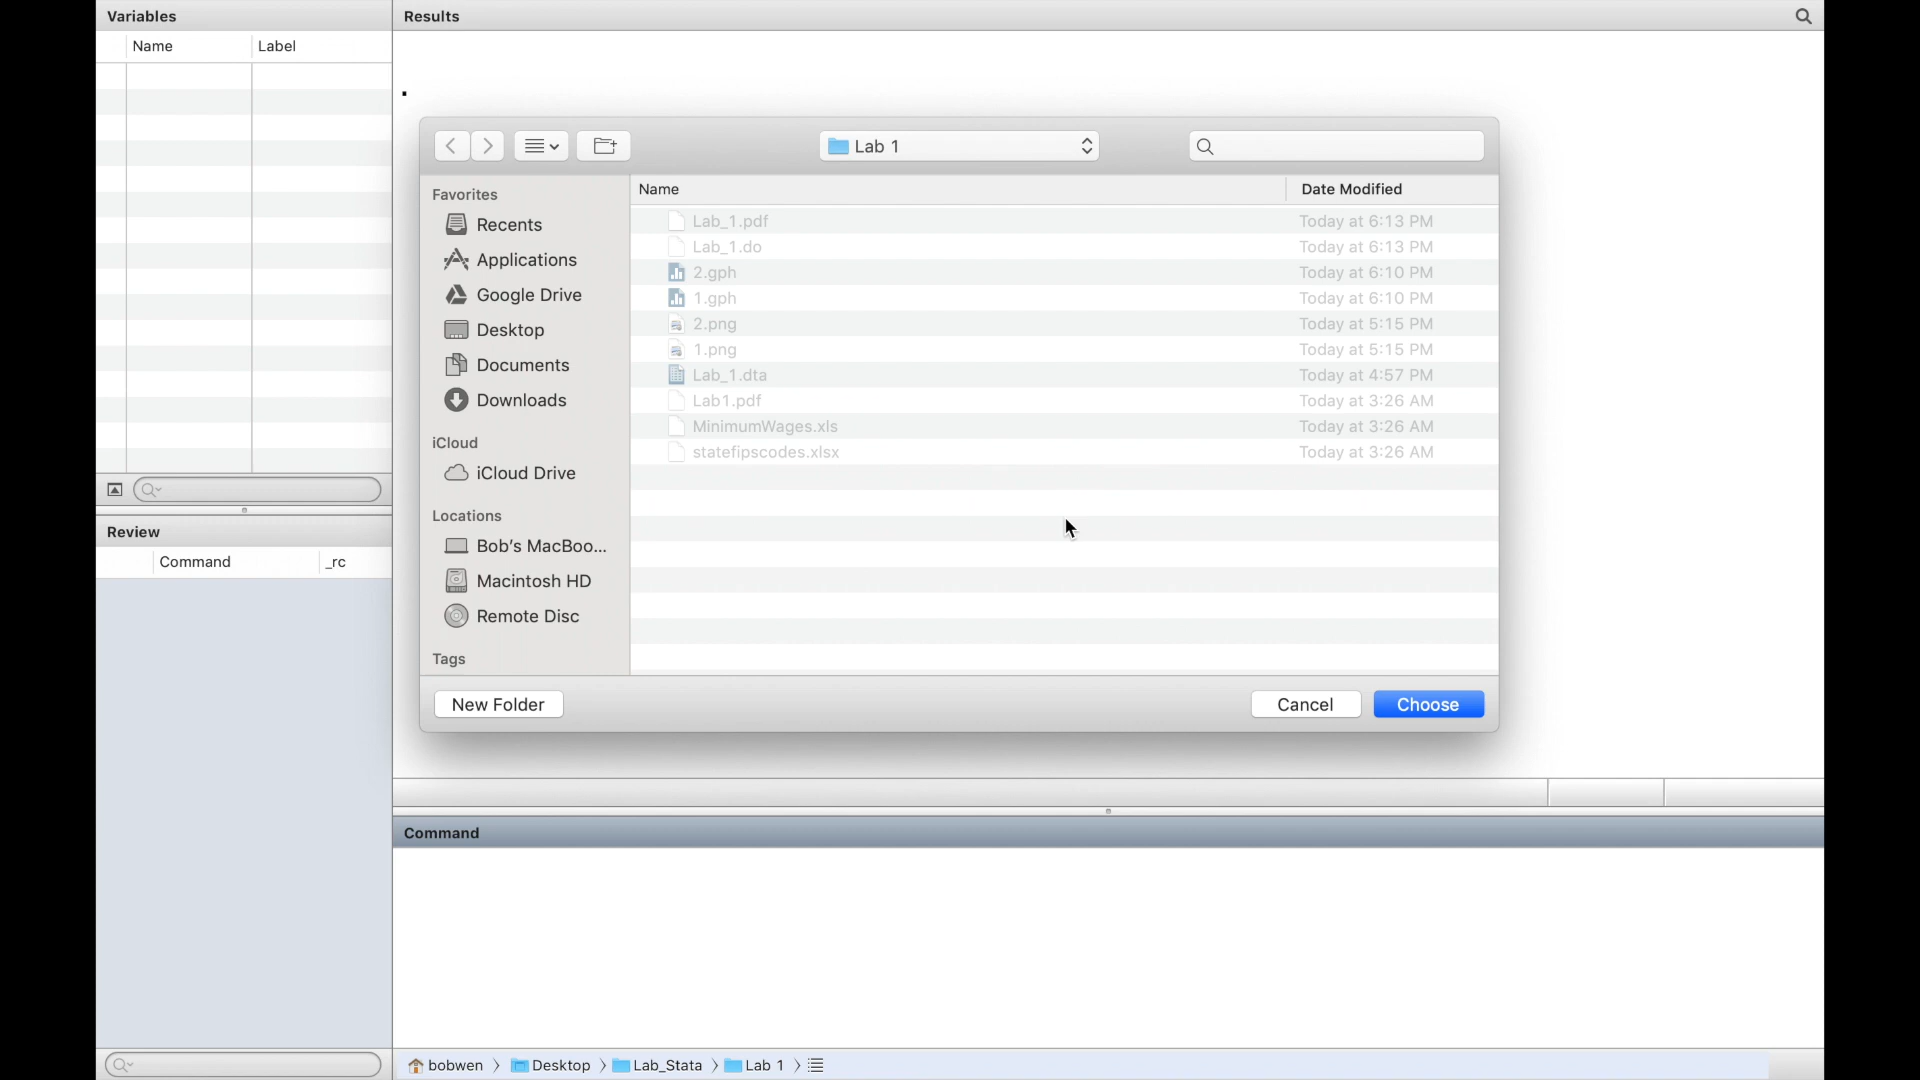 Variables
Name Label
Results
.
Lab 1
Favorites
Recents
Applications
Google Drive
Desktop
Documents
Downloads
iCloud
iCloud Drive
Locations
Bob's MacBoo...
Macintosh HD
Remote Disc
Tags
Name Date Modified
Lab_1.pdf Today at 6:13 PM
Lab_1.do Today at 6:13 PM
2.gph Today at 6:10 PM
1.gph Today at 6:10 PM
2.png Today at 5:15 PM
1.png Today at 5:15 PM
Lab_1.dta Today at 4:57 PM
Lab1.pdf Today at 3:26 AM
MinimumWages.xls Today at 3:26 AM
statefipscodes.xlsx Today at 3:26 AM
New Folder Cancel Choose
Review
Command _rc
Command
bobwen Desktop Lab_Stata Lab 1